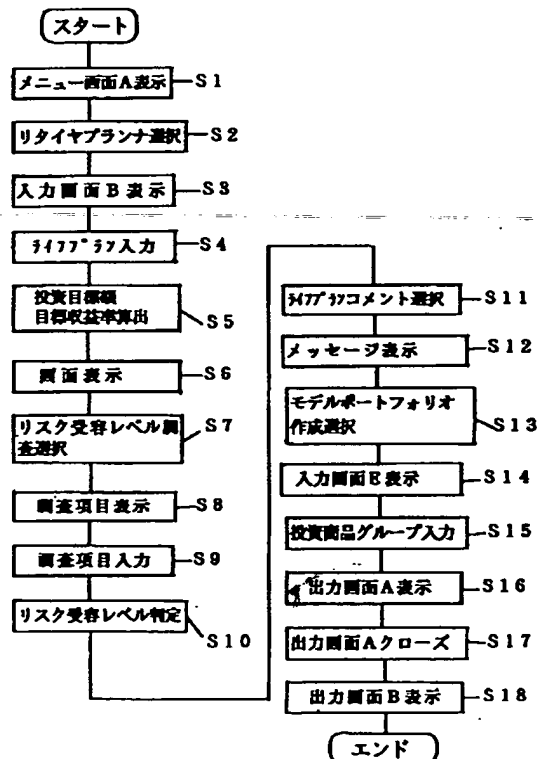 スタート
メニュー画面A表示
S1
リタイヤプランナ選択
S2
入力画面B表示
S3
ライフプラン入力
S4
投資目標額
目標収益率算出
S5
画面表示
S6
リスク受容レベル調
査選択
S7
調査項目表示
S8
調査項目入力
S9
リスク受容レベル判定
S10
ライフプランコメント選択
S11
メッセージ表示
S12
モデルポートフォリオ
作成選択
S13
入力画面E表示
S14
投資商品グループ入力
S15
出力画面A表示
S16
出力画面Aクローズ
S17
出力画面B表示
S18
エンド